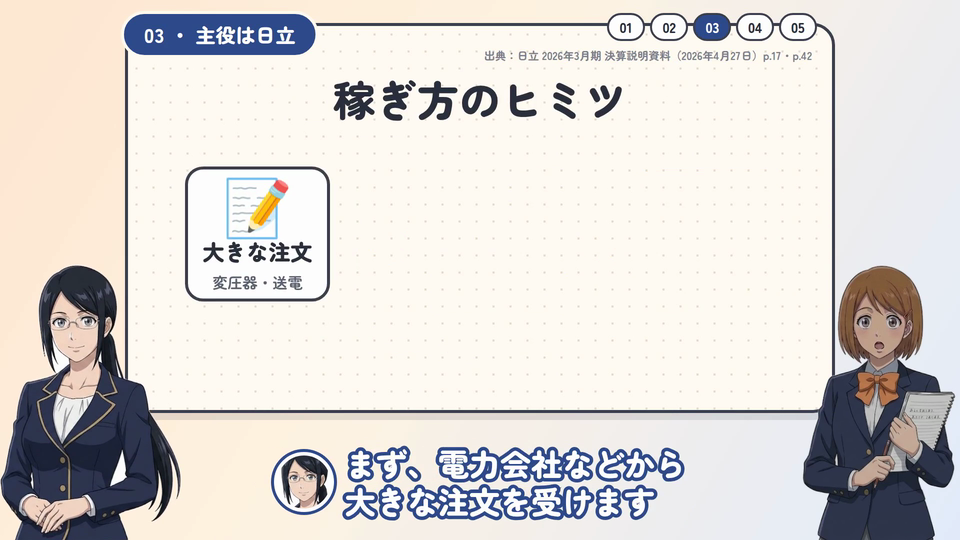 03 ・ 主役は日立
01 02 03 04 05
出典：日立 2026年3月期 決算説明資料（2026年4月27日）p.17・p.42
稼ぎ方のヒミツ
大きな注文
変圧器・送電
まず、電力会社などから
大きな注文を受けます